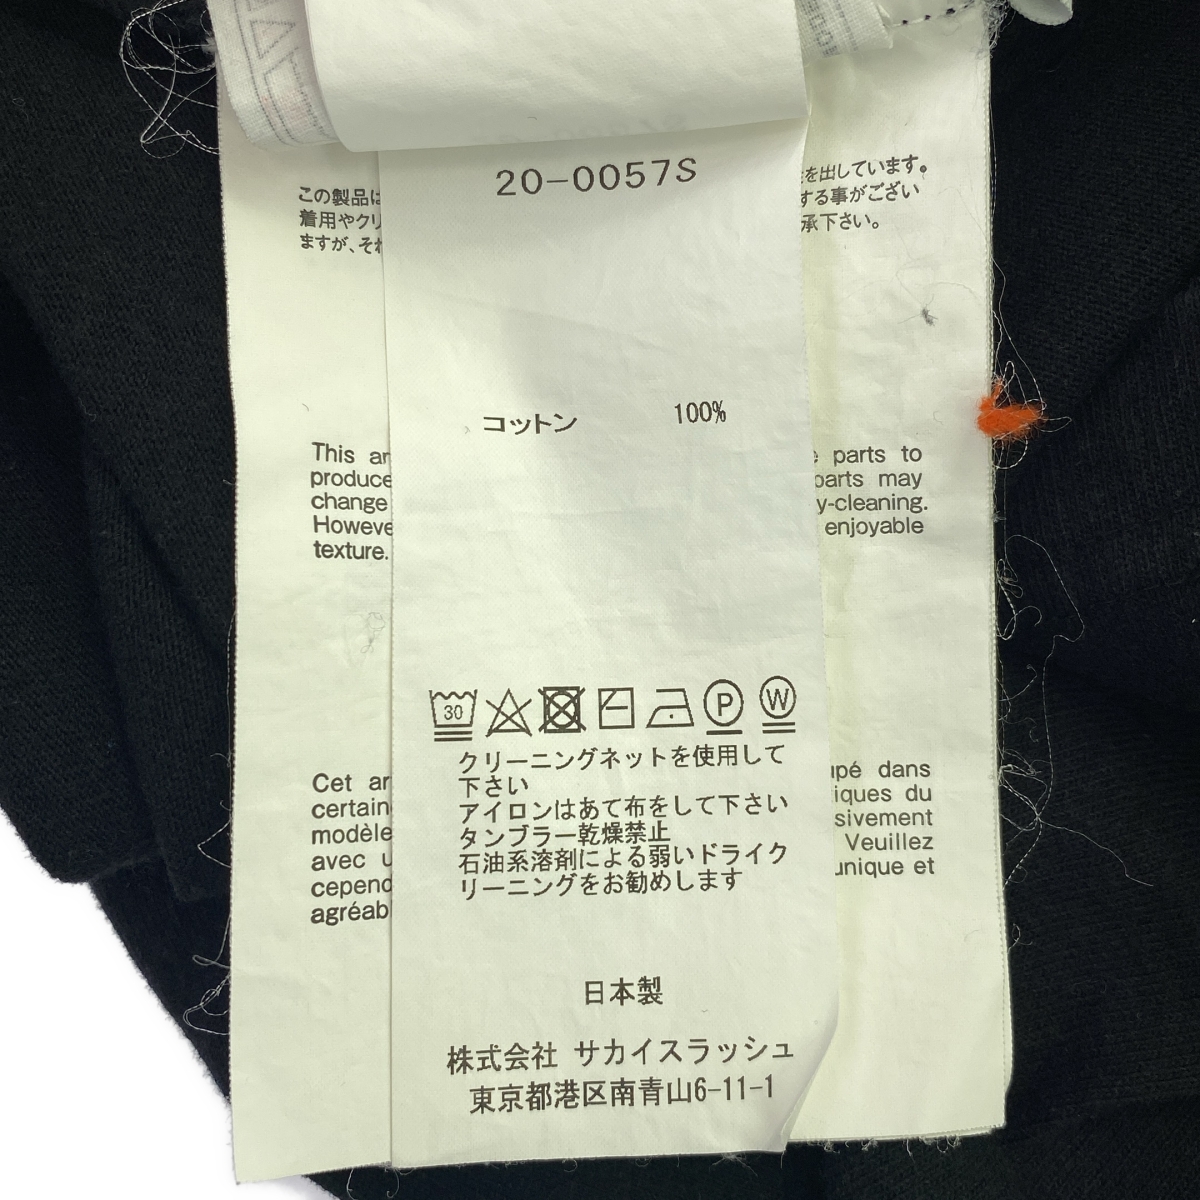 20-0057S
コットン 100%
30
P
W
クリーニングネットを使用して
下さい
アイロンはあて布をして下さい
タンブラー乾燥禁止
石油系溶剤による弱いドライク
リーニングをお勧めします
日本製
株式会社 サカイスラッシュ
東京都港区南青山6-11-1
この製品は
着用やクリ
ますが、それ
を出しています。
する事がござい
承下さい。
This ar
produce
change
Howeve
texture.
parts to
parts may
y-cleaning.
enjoyable
Cet ar
certain
modèle
avec u
cepend
agréab
upé dans
iques du
sivement
Veuillez
unique et